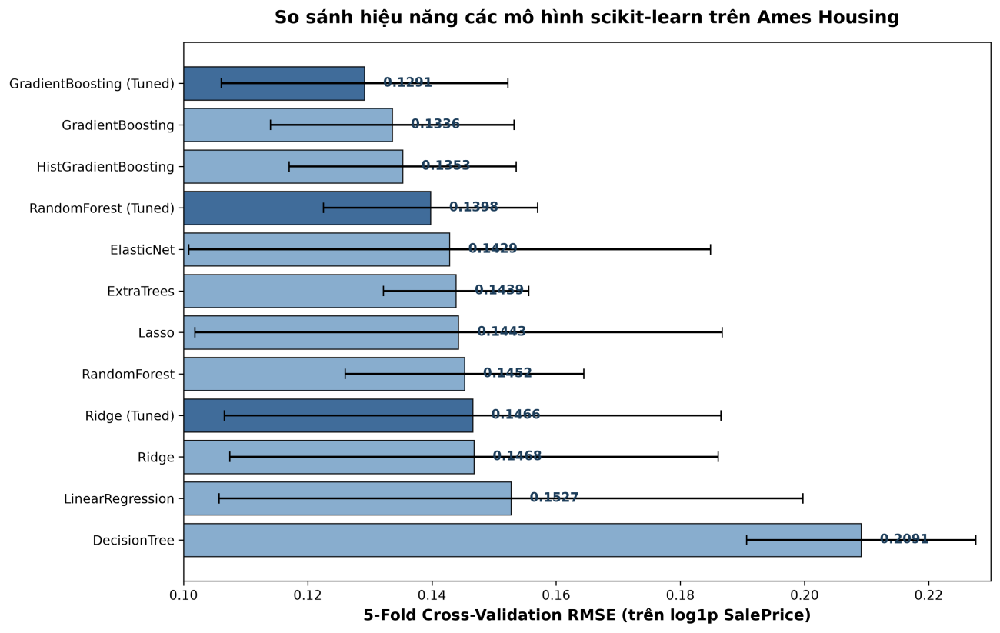 So sánh hiệu năng các mô hình scikit-learn trên Ames Housing
GradientBoosting (Tuned) 0.1291
GradientBoosting 0.1336
HistGradientBoosting 0.1353
RandomForest (Tuned) 0.1398
ElasticNet 0.1429
ExtraTrees 0.1439
Lasso 0.1443
RandomForest 0.1452
Ridge (Tuned) 0.1466
Ridge 0.1468
LinearRegression 0.1527
DecisionTree 0.2091
0.10 0.12 0.14 0.16 0.18 0.20 0.22
5-Fold Cross-Validation RMSE (trên log1p SalePrice)